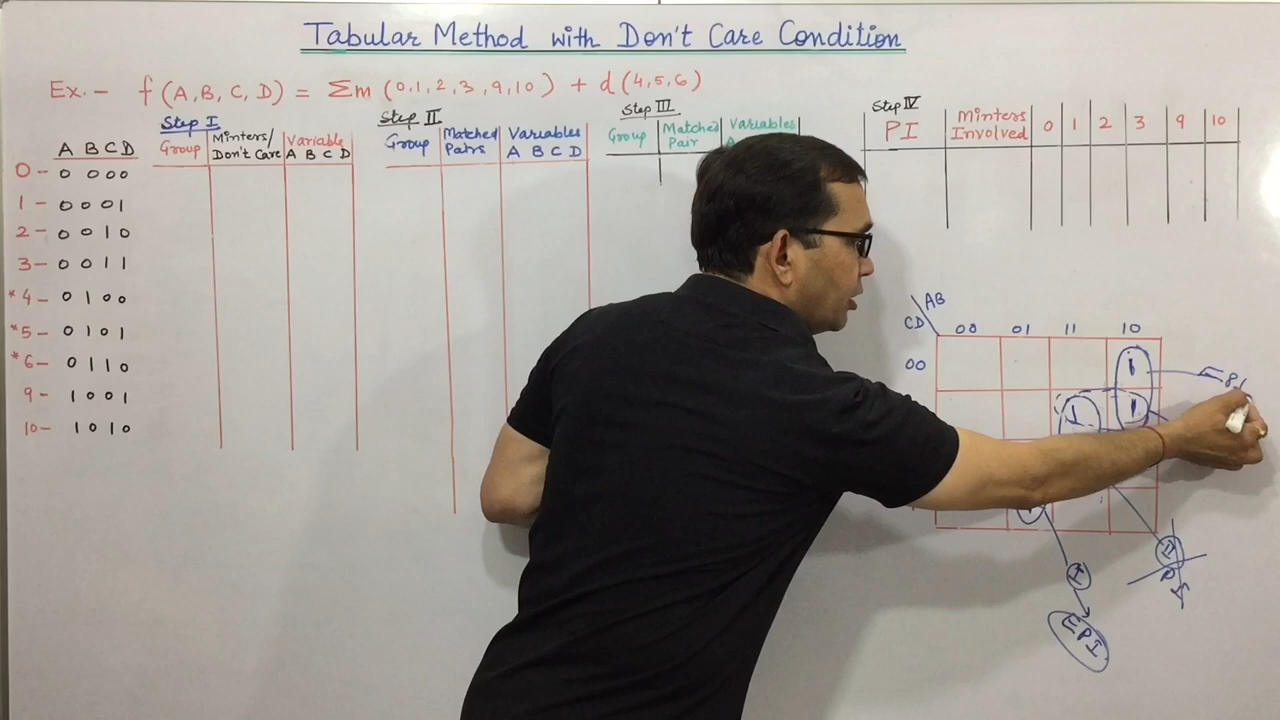 Tabular Method with Don't Care Condition
Ex.- f(A,B,C,D) = Σm (0,1,2,3,9,10) + d(4,5,6)
Step I
Group Minters/ Don't Care Variable
A B C D
Step II
Group Matched Pairs Variables
A B C D
Step III
Group Matched Pair Variables
A
Step IV
PI Minters Involved 0 1 2 3 9 10
A B C D
0- 0 0 0 0
1- 0 0 0 1
2- 0 0 1 0
3- 0 0 1 1
*4- 0 1 0 0
*5- 0 1 0 1
*6- 0 1 1 0
9- 1 0 0 1
10- 1 0 1 0
AB
CD
00 01 11 10
00 1
1 1